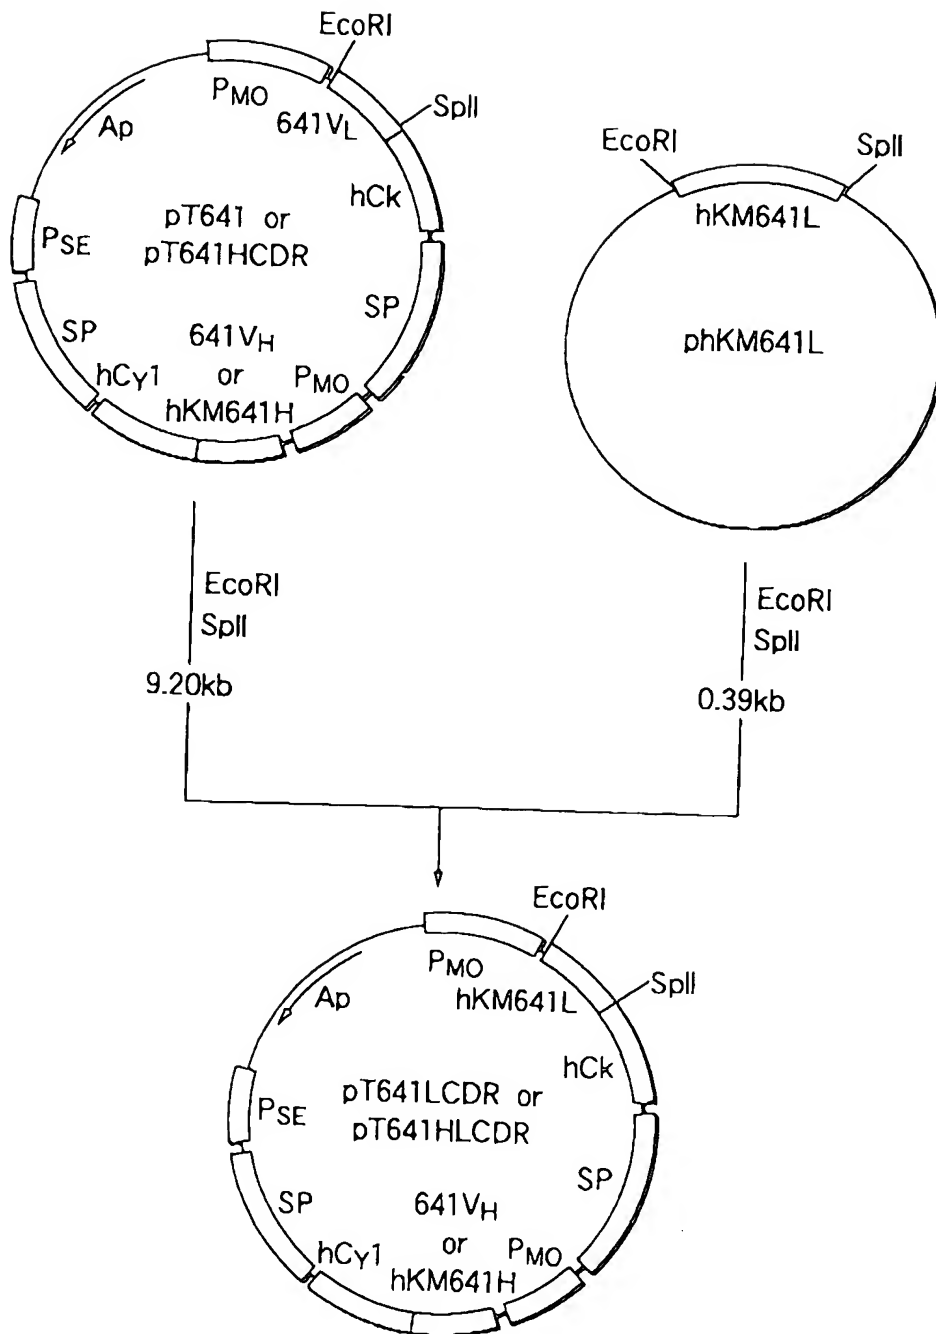 EcoRI
PMO
641VL
SplI
Ap
hCk
PSE
pT641 or
pT641HCDR
SP
SP
641VH
or
hKM641H
hCγ1
PMO
EcoRI
SplI
hKM641L
phKM641L
EcoRI
SplI
9.20kb
EcoRI
SplI
0.39kb
EcoRI
PMO
hKM641L
SplI
Ap
hCk
PSE
pT641LCDR or
pT641HLCDR
SP
SP
641VH
or
hKM641H
hCγ1
PMO